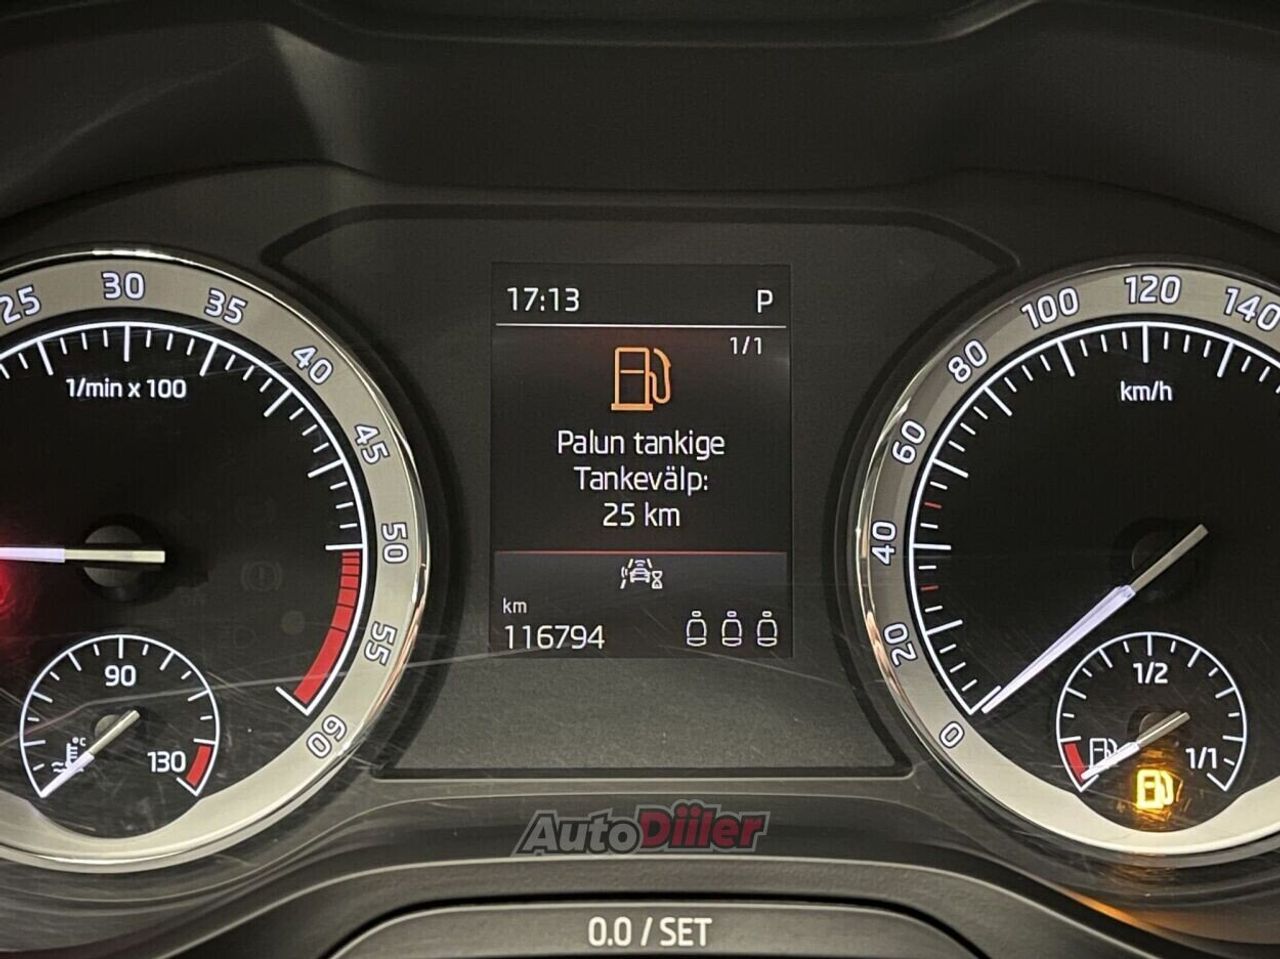 17:13 P
1/1
Palun tankige
Tankevälp:
25 km
km
116794
25 30 35 40 45 50 55 60
1/min x 100
90 130
°C
0 20 40 60 80 100 120 140
km/h
1/2 1/1
AutoDiiler
0.0 / SET